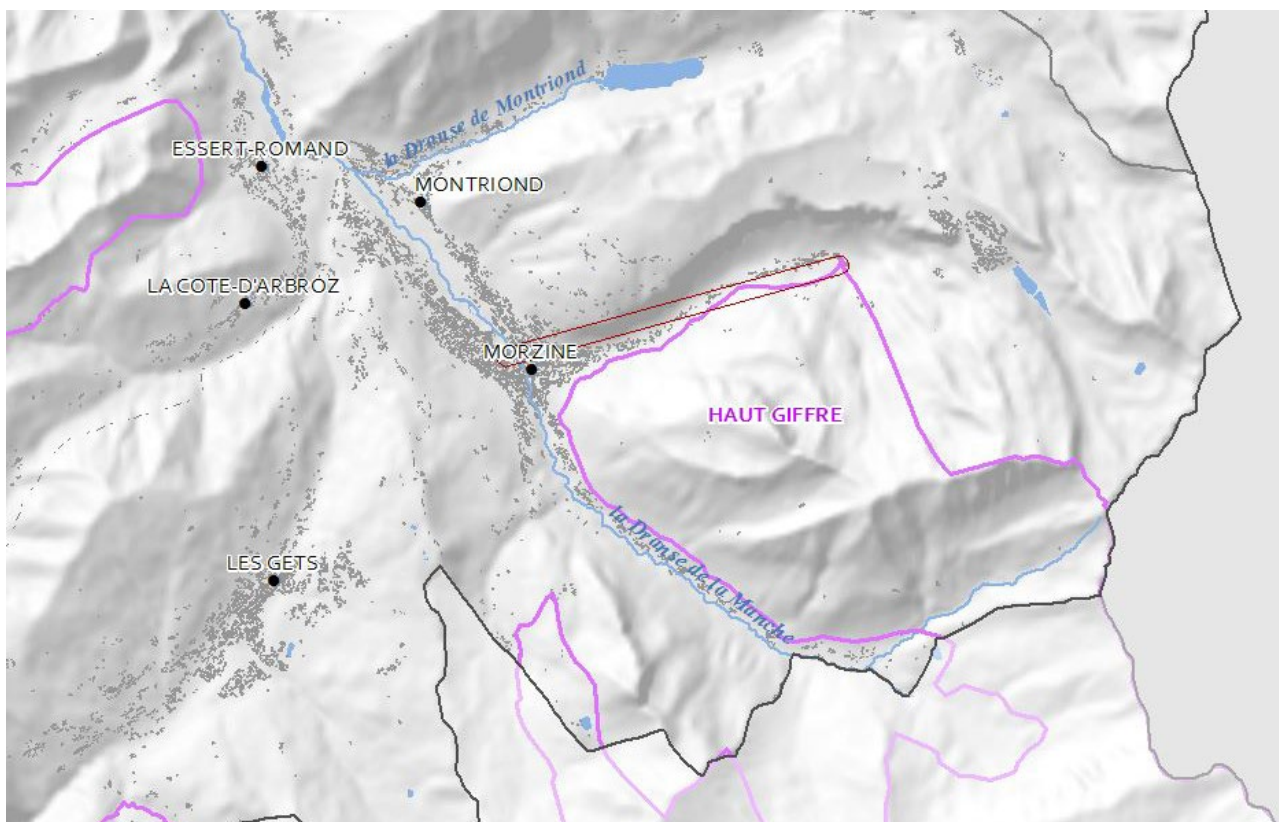 la Dranse de Montriond
ESSERT-ROMAND
MONTRIOND
LA COTE-D'ARBROZ
MORZINE
HAUT GIFFRE
la Dranse de la Manche
LES GETS